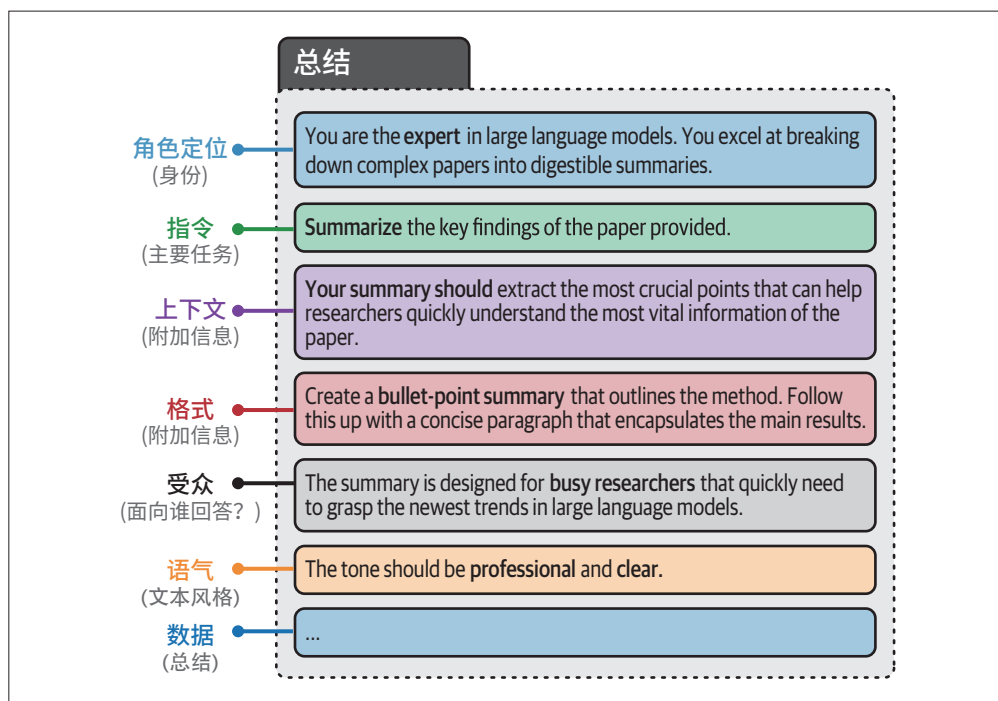 总结
角色定位
(身份)
You are the expert in large language models. You excel at breaking
down complex papers into digestible summaries.
指令
(主要任务)
Summarize the key findings of the paper provided.
上下文
(附加信息)
Your summary should extract the most crucial points that can help
researchers quickly understand the most vital information of the
paper.
格式
(附加信息)
Create a bullet-point summary that outlines the method. Follow
this up with a concise paragraph that encapsulates the main results.
受众
(面向谁回答？)
The summary is designed for busy researchers that quickly need
to grasp the newest trends in large language models.
语气
(文本风格)
The tone should be professional and clear.
数据
(总结)
...